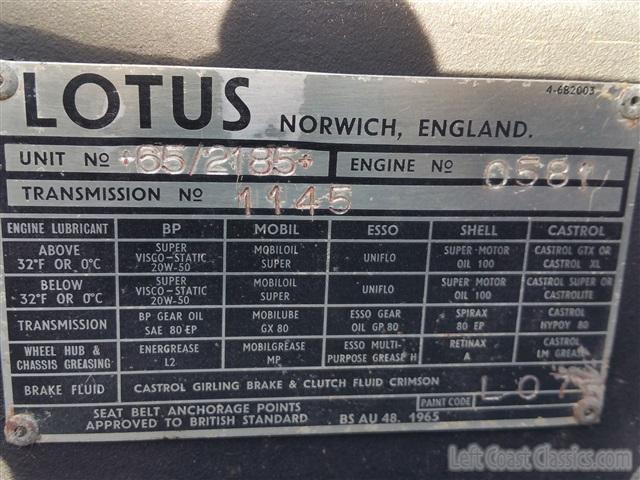 LOTUS NORWICH, ENGLAND. 4-682003
UNIT Nº +65/2185+ ENGINE Nº 0581
TRANSMISSION Nº 1145
ENGINE LUBRICANT BP MOBIL ESSO SHELL CASTROL
ABOVE 32°F OR 0°C SUPER VISCO-STATIC 20W-50 MOBILOIL SUPER UNIFLO SUPER-MOTOR OIL 100 CASTROL GTX OR CASTROL XL
BELOW 32°F OR 0°C SUPER VISCO-STATIC 20W-50 MOBILOIL SUPER UNIFLO SUPER MOTOR OIL 100 CASTROL SUPER OR CASTROLITE
TRANSMISSION BP GEAR OIL SAE 80 EP MOBILUBE GX 80 ESSO GEAR OIL GP 80 SPIRAX 80 EP CASTROL HYPOY 80
WHEEL HUB & CHASSIS GREASING ENERGREASE L2 MOBILGREASE MP ESSO MULTI-PURPOSE GREASE H RETINAX A CASTROL LM GREASE
BRAKE FLUID CASTROL GIRLING BRAKE & CLUTCH FLUID CRIMSON PAINT CODE L07
SEAT BELT ANCHORAGE POINTS
APPROVED TO BRITISH STANDARD BS AU 48. 1965
Left Coast Classics.com